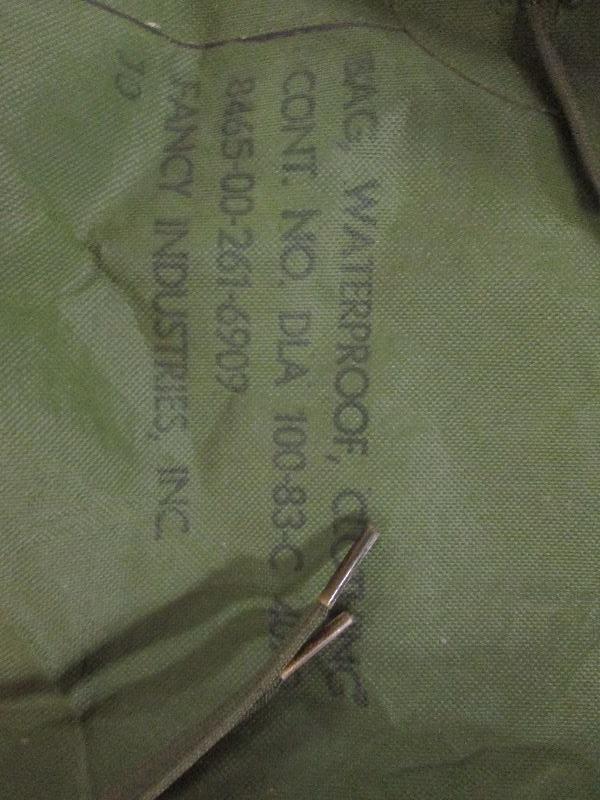 BAG, WATERPROOF,
CONT. NO. DLA 100-83-C
8465-00-261-6909
FANCY INDUSTRIES, INC.